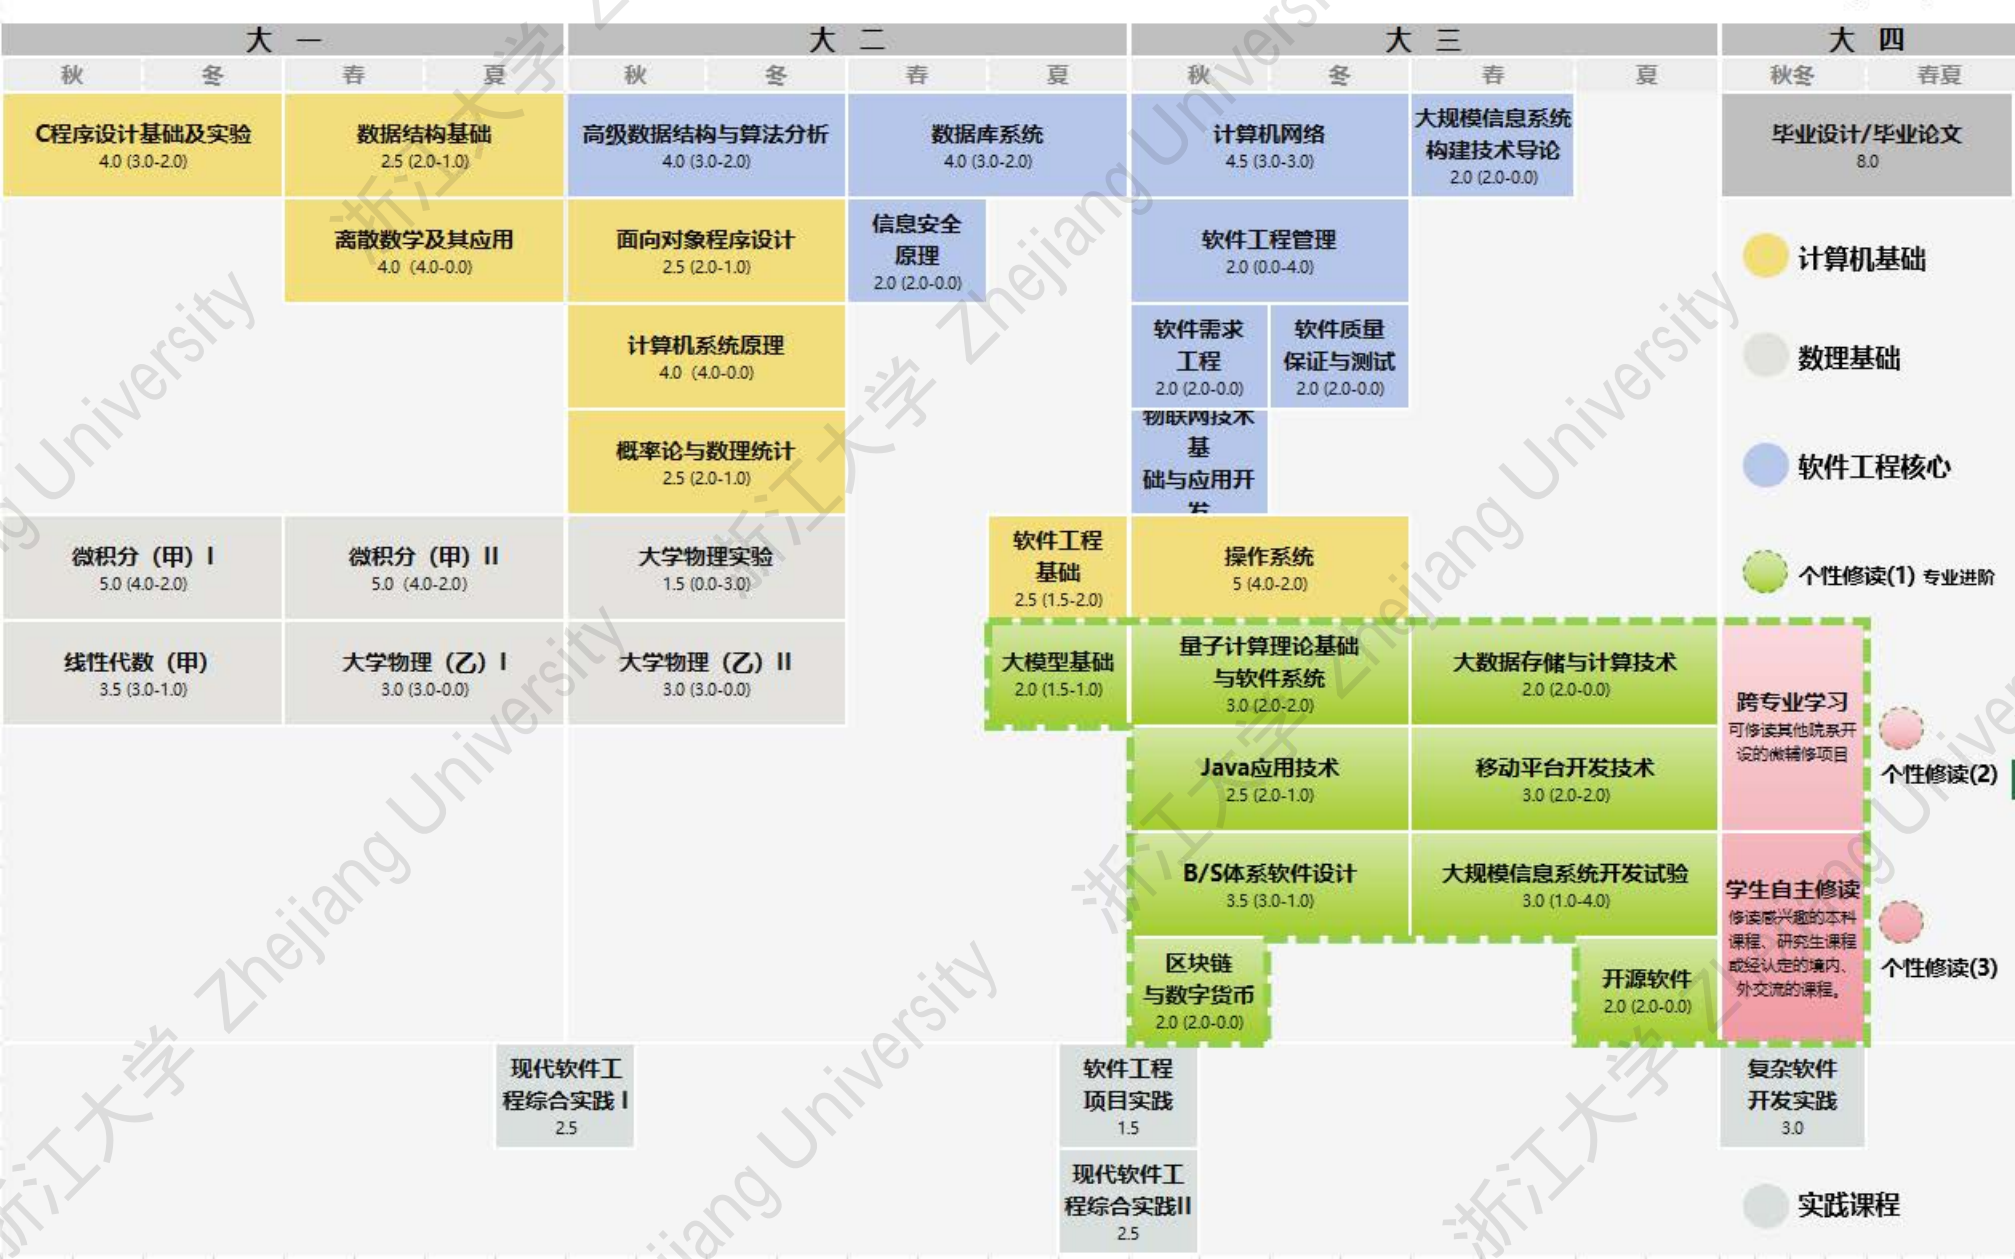 大 一
大 二
大 三
大 四
秋
冬
春
夏
秋
冬
春
夏
秋
冬
春
夏
秋冬
春夏
C程序设计基础及实验
4.0 (3.0-2.0)
数据结构基础
2.5 (2.0-1.0)
高级数据结构与算法分析
4.0 (3.0-2.0)
数据库系统
4.0 (3.0-2.0)
计算机网络
4.5 (3.0-3.0)
大规模信息系统
构建技术导论
2.0 (2.0-0.0)
毕业设计/毕业论文
8.0
离散数学及其应用
4.0（4.0-0.0)
面向对象程序设计
2.5 (2.0-1.0)
信息安全
原理
2.0 (2.0-0.0)
软件工程管理
2.0 (0.0-4.0)
计算机基础
计算机系统原理
4.0（4.0-0.0)
软件需求
工程
2.0 (2.0-0.0)
软件质量
保证与测试
2.0 (2.0-0.0)
数理基础
概率论与数理统计
2.5 (2.0-1.0)
物联网技术
基
础与应用开
发
软件工程核心
微积分（甲）I
5.0 (4.0-2.0)
微积分（甲）II
5.0（4.0-2.0)
大学物理实验
1.5 (0.0-3.0)
软件工程
基础
2.5 (1.5-2.0)
操作系统
5 (4.0-2.0)
个性修读(1) 专业进阶
线性代数（甲）
3.5 (3.0-1.0)
大学物理（乙）I
3.0 (3.0-0.0)
大学物理（乙）II
3.0 (3.0-0.0)
大模型基础
2.0 (1.5-1.0)
量子计算理论基础
与软件系统
3.0 (2.0-2.0)
大数据存储与计算技术
2.0 (2.0-0.0)
跨专业学习
可修读其他院系开
设的微辅修项目
个性修读(2)
Java应用技术
2.5 (2.0-1.0)
移动平台开发技术
3.0 (2.0-2.0)
B/S体系软件设计
3.5 (3.0-1.0)
大规模信息系统开发试验
3.0 (1.0-4.0)
学生自主修读
修读感兴趣的本科
课程、研究生课程
或经认定的境内、
外交流的课程。
个性修读(3)
区块链
与数字货币
2.0 (2.0-0.0)
开源软件
2.0 (2.0-0.0)
现代软件工
程综合实践 I
2.5
软件工程
项目实践
1.5
复杂软件
开发实践
3.0
现代软件工
程综合实践II
2.5
实践课程
浙江大学 Zhejiang University